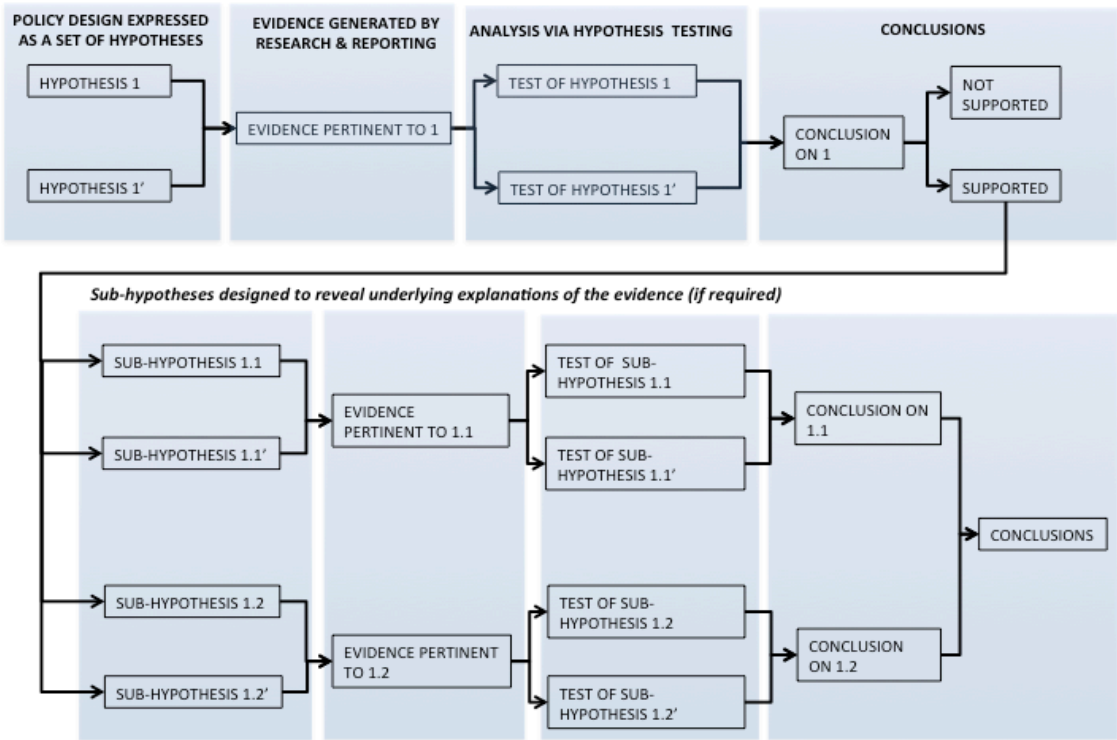 POLICY DESIGN EXPRESSED
AS A SET OF HYPOTHESES
HYPOTHESIS 1
HYPOTHESIS 1′
EVIDENCE GENERATED BY
RESEARCH & REPORTING
EVIDENCE PERTINENT TO 1
ANALYSIS VIA HYPOTHESIS TESTING
TEST OF HYPOTHESIS 1
TEST OF HYPOTHESIS 1′
CONCLUSIONS
CONCLUSION
ON 1
NOT
SUPPORTED
SUPPORTED
Sub-hypotheses designed to reveal underlying explanations of the evidence (if required)
SUB-HYPOTHESIS 1.1
SUB-HYPOTHESIS 1.1′
EVIDENCE
PERTINENT TO 1.1
TEST OF SUB-
HYPOTHESIS 1.1
TEST OF SUB-
HYPOTHESIS 1.1′
CONCLUSION ON
1.1
SUB-HYPOTHESIS 1.2
SUB-HYPOTHESIS 1.2′
EVIDENCE PERTINENT
TO 1.2
TEST OF SUB-
HYPOTHESIS 1.2
TEST OF SUB-
HYPOTHESIS 1.2′
CONCLUSION
ON 1.2
CONCLUSIONS